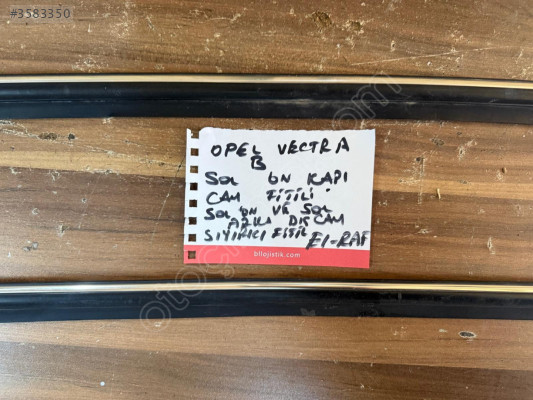 #3583350
OPEL VECTRA
B
SOL ÖN KAPI
CAM FİTİLİ
SOL ÖN VE SOL
ARKA DIŞ CAM
SIYIRICI FİTİL E1-RAF
bllojistik.com